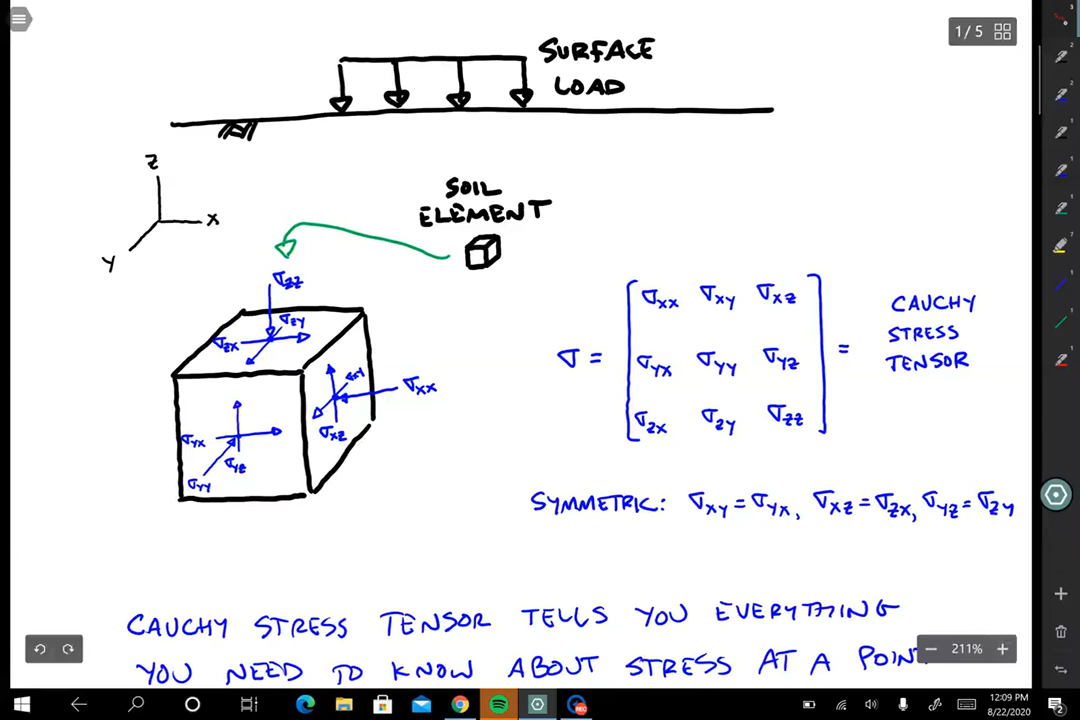 1/5
SURFACE
LOAD
Z
X
Y
SOIL
ELEMENT
σzz
σzy
σzx
σxy
σxx
σxz
σyx
σyz
σyy
σ = [ σxx σxy σxz
σyx σyy σyz
σzx σzy σzz ] = CAUCHY
STRESS
TENSOR
SYMMETRIC: σxy = σyx, σxz = σzx, σyz = σzy
CAUCHY STRESS TENSOR TELLS YOU EVERYTHING
YOU NEED TO KNOW ABOUT STRESS AT A POINT
211%
12:09 PM
8/22/2020